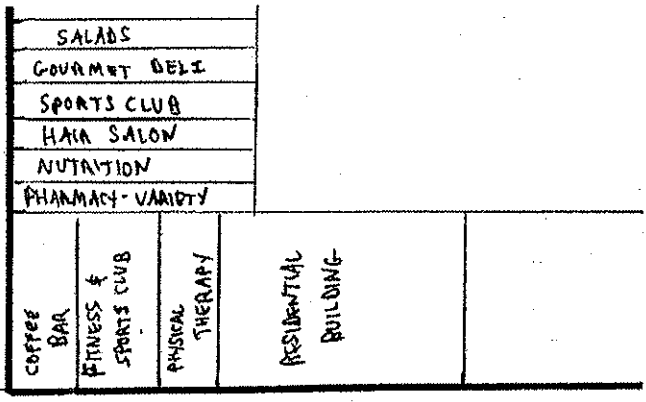 SALADS
GOURMET DELI
SPORTS CLUB
HAIR SALON
NUTRITION
PHARMACY-VARIETY
COFFEE
BAR
FITNESS &
SPORTS CLUB
PHYSICAL
THERAPY
RESIDENTIAL
BUILDING